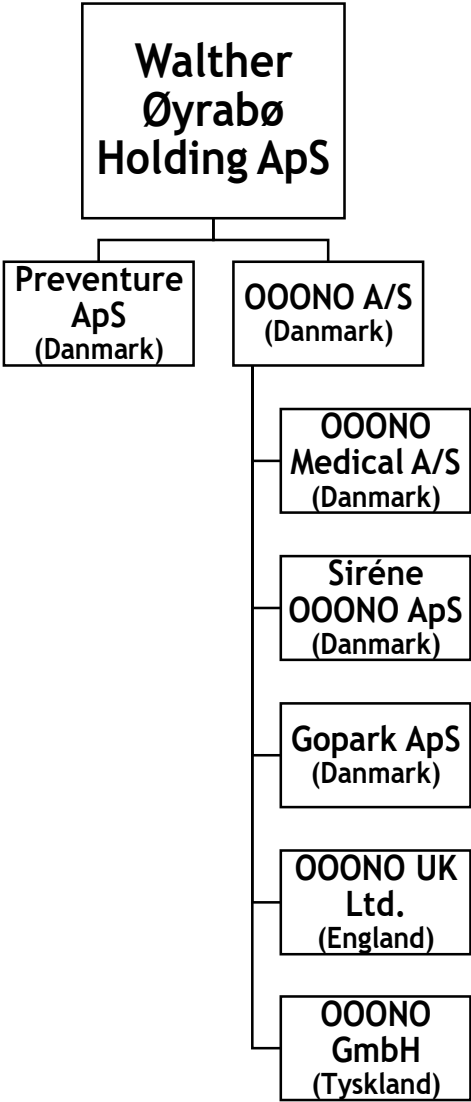 Walther
Øyrabø
Holding ApS
Preventure
ApS
(Danmark)
OOONO A/S
(Danmark)
OOONO
Medical A/S
(Danmark)
Siréne
OOONO ApS
(Danmark)
Gopark ApS
(Danmark)
OOONO UK
Ltd.
(England)
OOONO
GmbH
(Tyskland)